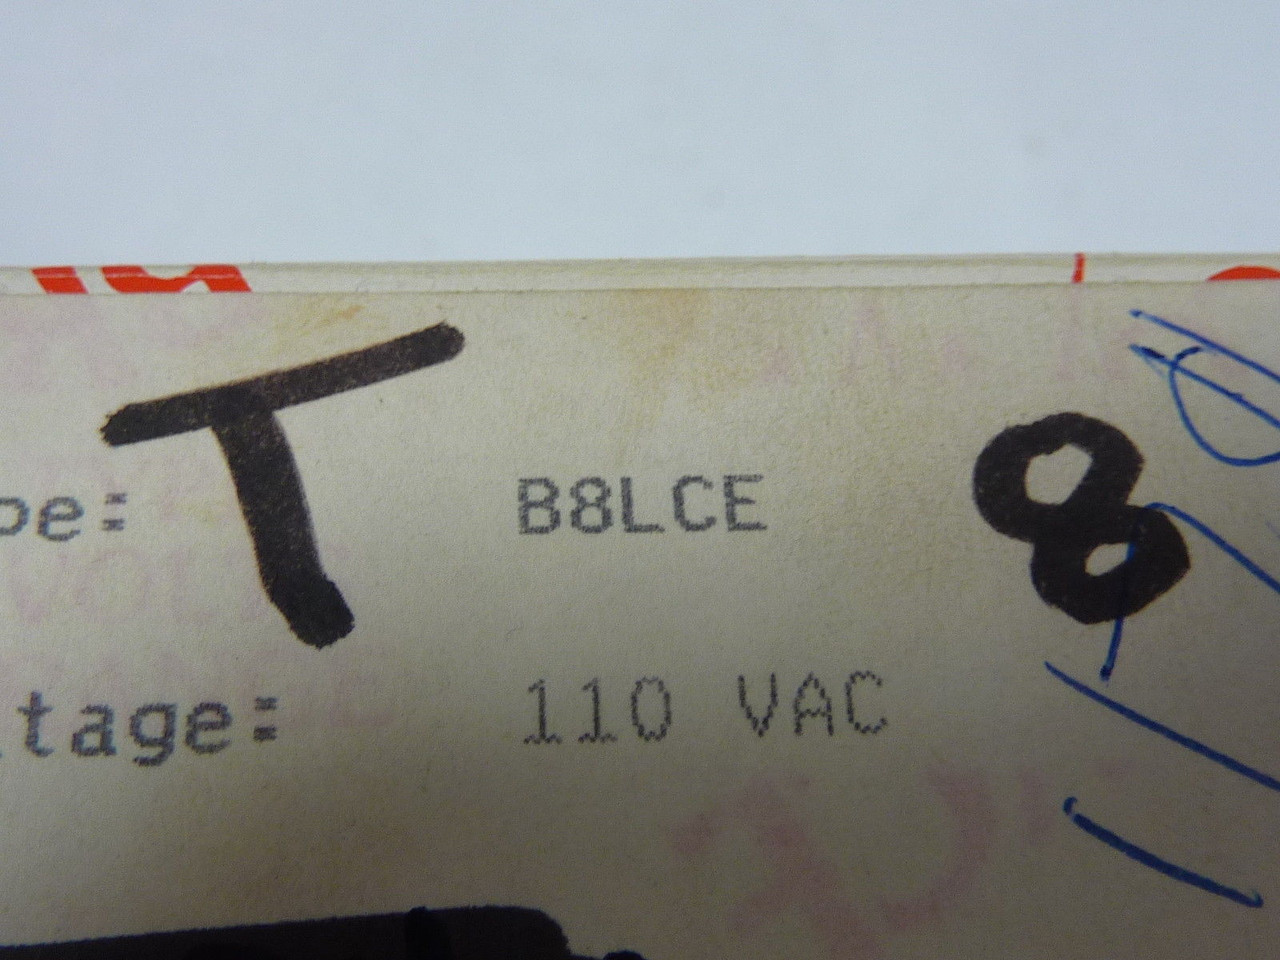 T
pe: B8LCE 8
tage: 110 VAC